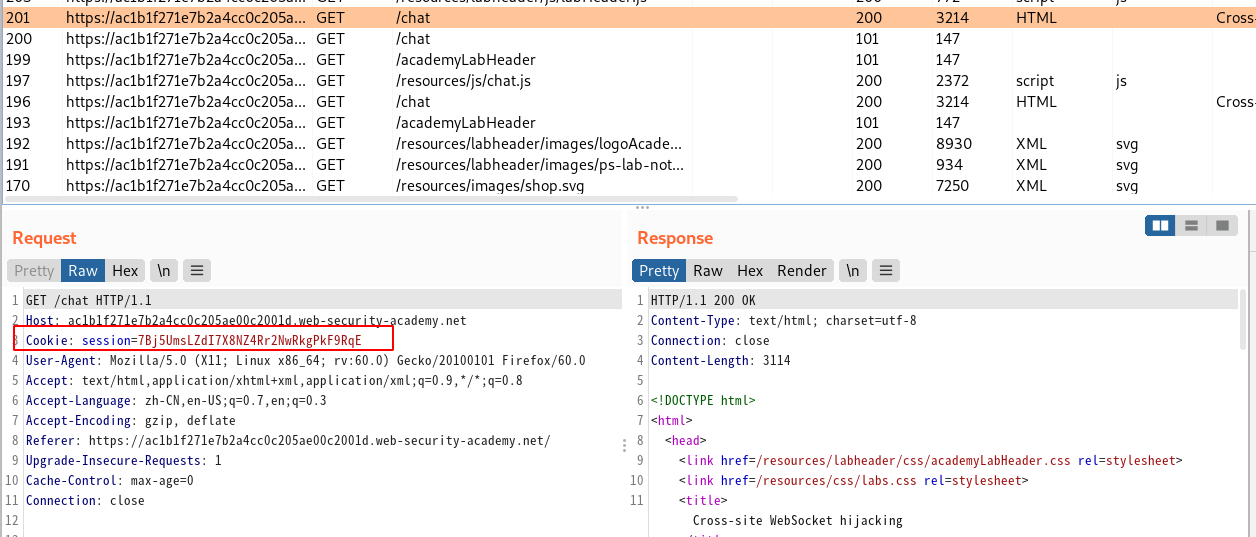 201 https://ac1b1f271e7b2a4cc0c205a... GET /chat 200 3214 HTML Cross-
200 https://ac1b1f271e7b2a4cc0c205a... GET /chat 101 147
199 https://ac1b1f271e7b2a4cc0c205a... GET /academyLabHeader 101 147
197 https://ac1b1f271e7b2a4cc0c205a... GET /resources/js/chat.js 200 2372 script js
196 https://ac1b1f271e7b2a4cc0c205a... GET /chat 200 3214 HTML Cross-
193 https://ac1b1f271e7b2a4cc0c205a... GET /academyLabHeader 101 147
192 https://ac1b1f271e7b2a4cc0c205a... GET /resources/labheader/images/logoAcade... 200 8930 XML svg
191 https://ac1b1f271e7b2a4cc0c205a... GET /resources/labheader/images/ps-lab-not... 200 934 XML svg
170 https://ac1b1f271e7b2a4cc0c205a... GET /resources/images/shop.svg 200 7250 XML svg
Request
Pretty Raw Hex \n
1 GET /chat HTTP/1.1
2 Host: ac1b1f271e7b2a4cc0c205ae00c2001d.web-security-academy.net
3 Cookie: session=7Bj5UmsLZdI7X8NZ4Rr2NwRkgPkF9RqE
4 User-Agent: Mozilla/5.0 (X11; Linux x86_64; rv:60.0) Gecko/20100101 Firefox/60.0
5 Accept: text/html,application/xhtml+xml,application/xml;q=0.9,*/*;q=0.8
6 Accept-Language: zh-CN,en-US;q=0.7,en;q=0.3
7 Accept-Encoding: gzip, deflate
8 Referer: https://ac1b1f271e7b2a4cc0c205ae00c2001d.web-security-academy.net/
9 Upgrade-Insecure-Requests: 1
10 Cache-Control: max-age=0
11 Connection: close
12
Response
Pretty Raw Hex Render \n
1 HTTP/1.1 200 OK
2 Content-Type: text/html; charset=utf-8
3 Connection: close
4 Content-Length: 3114
5
6 <!DOCTYPE html>
7 <html>
8 <head>
9 <link href=/resources/labheader/css/academyLabHeader.css rel=stylesheet>
10 <link href=/resources/css/labs.css rel=stylesheet>
11 <title>
Cross-site WebSocket hijacking